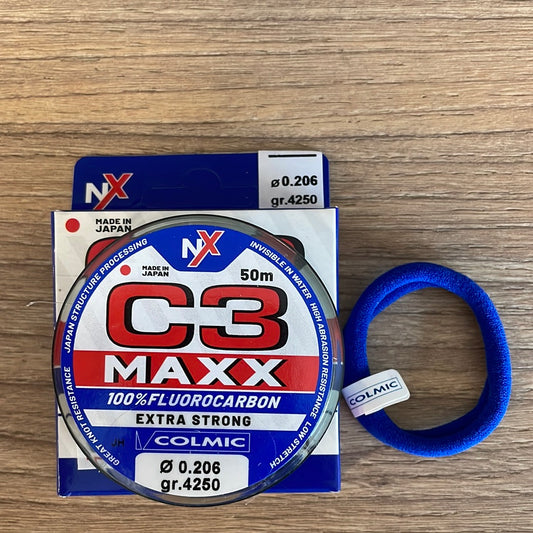 NX
Ø 0.206
gr.4250
MADE IN
JAPAN
NX
MADE IN
JAPAN
50m
C3
MAXX
100% FLUOROCARBON
EXTRA STRONG
JH COLMIC
Ø 0.206
gr.4250
GREAT KNOT RESISTANCE JAPAN STRUCTURE PROCESSING
INVISIBLE IN WATER HIGH ABRASION RESISTANCE LOW STRETCH
COLMIC